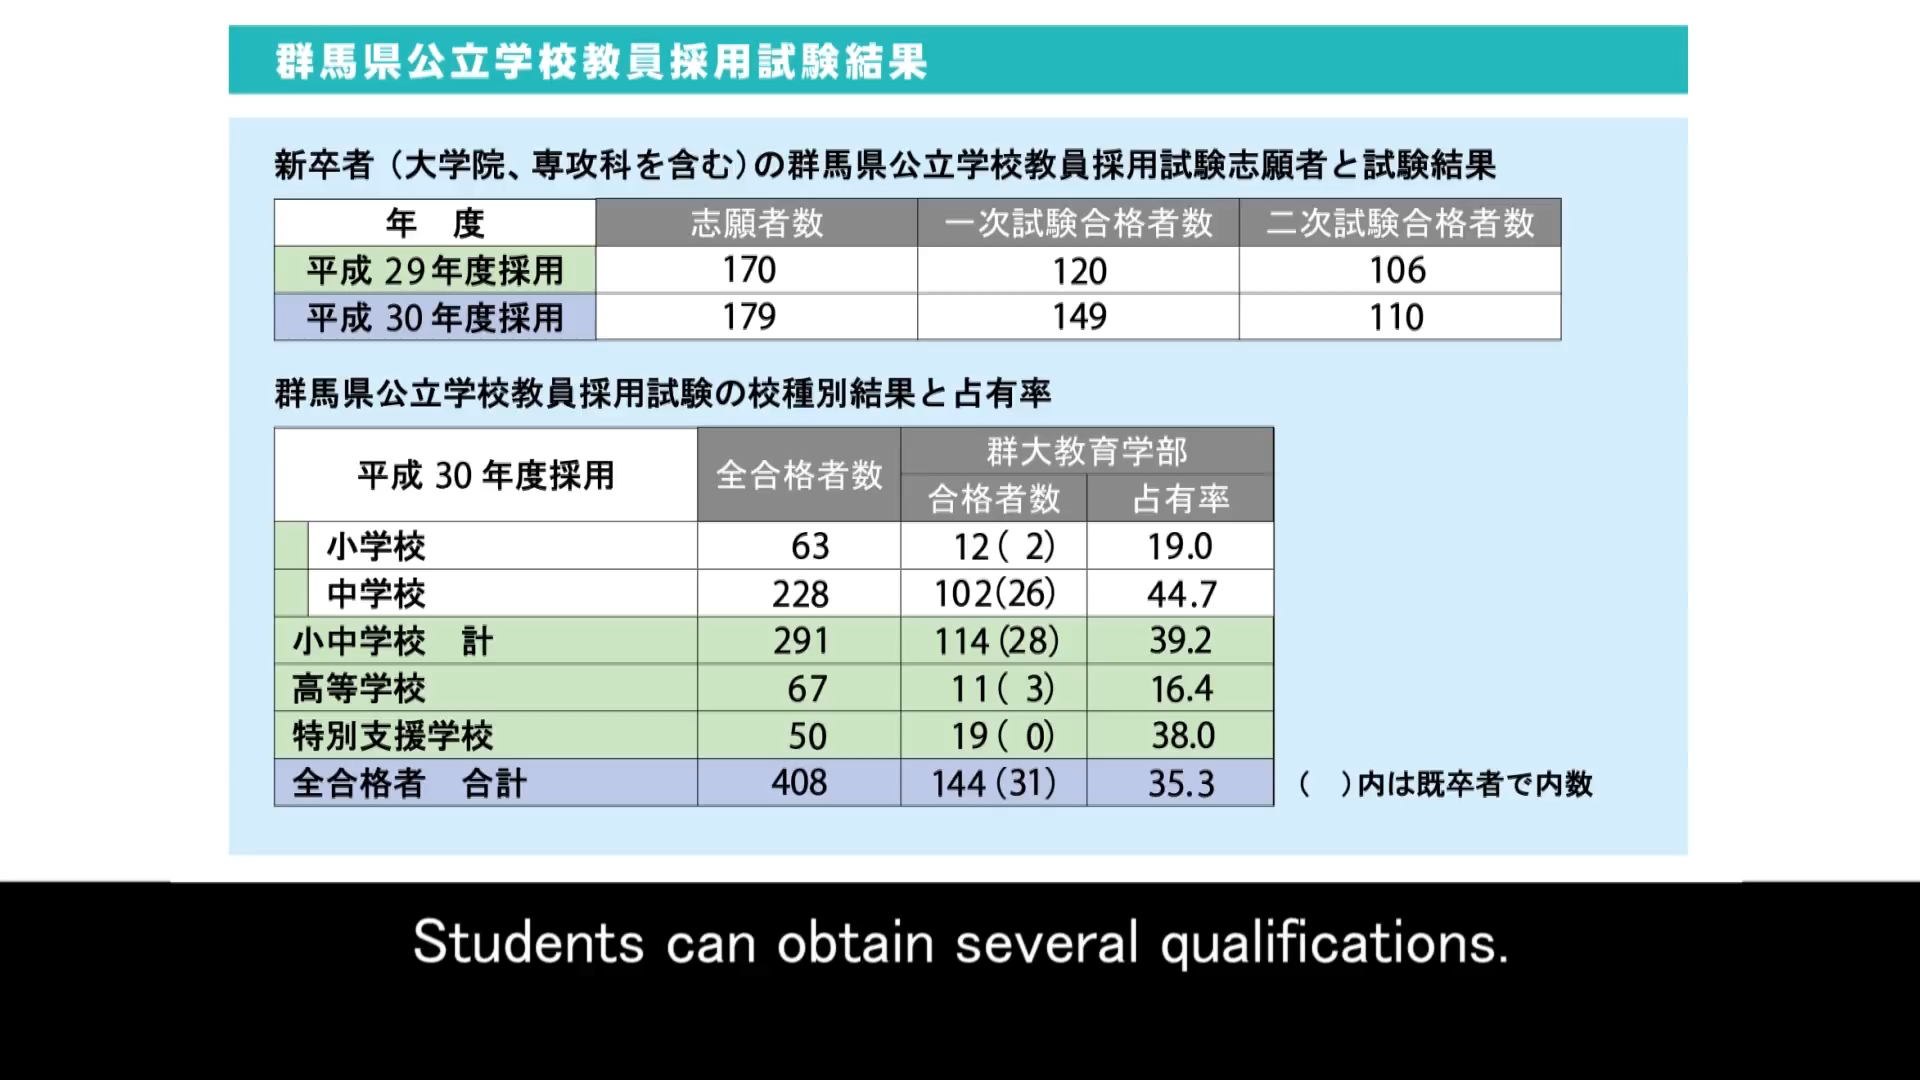 群馬県公立学校教員採用試験結果
新卒者（大学院、専攻科を含む）の群馬県公立学校教員採用試験志願者と試験結果
年　度 志願者数 一次試験合格者数 二次試験合格者数
平成 29年度採用 170 120 106
平成 30年度採用 179 149 110
群馬県公立学校教員採用試験の校種別結果と占有率
平成 30 年度採用 全合格者数 群大教育学部
合格者数 占有率
小学校 63 12( 2) 19.0
中学校 228 102(26) 44.7
小中学校　計 291 114(28) 39.2
高等学校 67 11( 3) 16.4
特別支援学校 50 19( 0) 38.0
全合格者　合計 408 144(31) 35.3 (　)内は既卒者で内数
Students can obtain several qualifications.